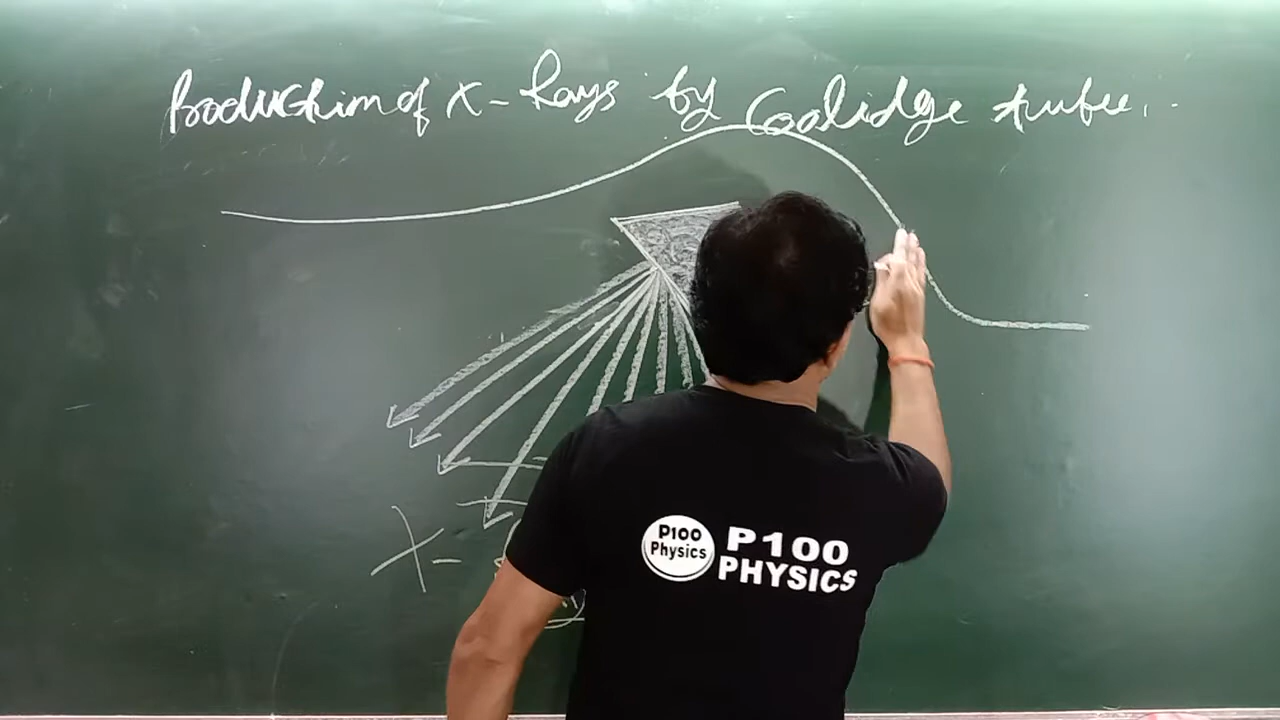 Production of X-Rays by Coolidge tube.
X-
P100
Physics
P100
PHYSICS